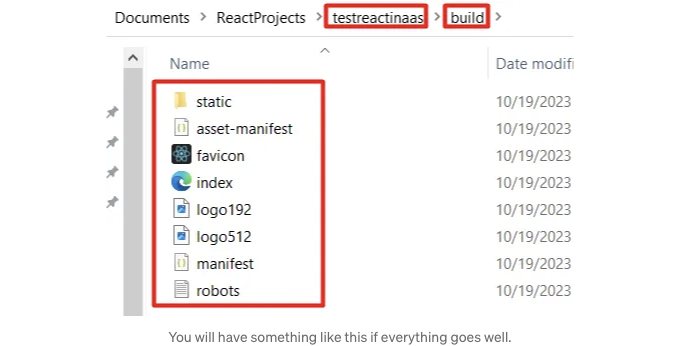 Documents > ReactProjects > testreactinaas > build >
Name Date modifi
static 10/19/2023
asset-manifest 10/19/2023
favicon 10/19/2023
index 10/19/2023
logo192 10/19/2023
logo512 10/19/2023
manifest 10/19/2023
robots 10/19/2023
You will have something like this if everything goes well.